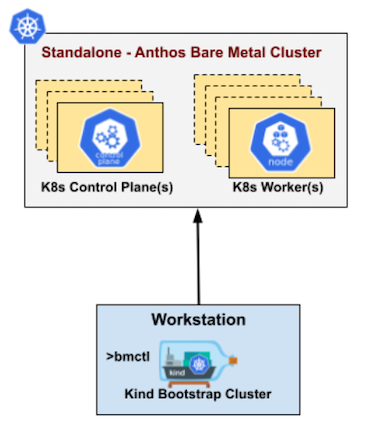 Standalone - Anthos Bare Metal Cluster
control
plane
node
K8s Control Plane(s)
K8s Worker(s)
Workstation
>bmctl
kind
Kind Bootstrap Cluster